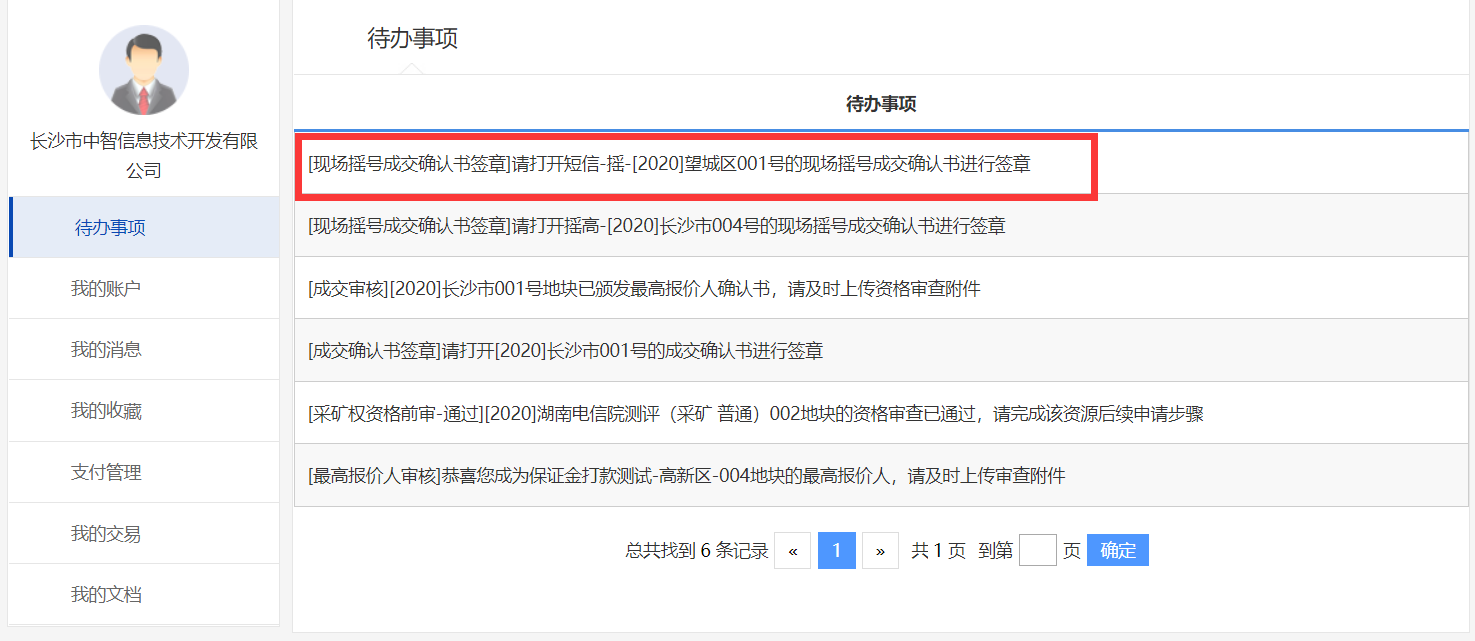 长沙市中智信息技术开发有限
公司
待办事项
我的账户
我的消息
我的收藏
支付管理
我的交易
我的文档
待办事项
待办事项
[现场摇号成交确认书签章]请打开短信-摇-[2020]望城区001号的现场摇号成交确认书进行签章
[现场摇号成交确认书签章]请打开摇高-[2020]长沙市004号的现场摇号成交确认书进行签章
[成交审核][2020]长沙市001号地块已颁发最高报价人确认书，请及时上传资格审查附件
[成交确认书签章]请打开[2020]长沙市001号的成交确认书进行签章
[采矿权资格前审-通过][2020]湖南电信院测评（采矿 普通）002地块的资格审查已通过，请完成该资源后续申请步骤
[最高报价人审核]恭喜您成为保证金打款测试-高新区-004地块的最高报价人，请及时上传审查附件
总共找到 6 条记录 « 1 » 共 1 页 到第 页 确定